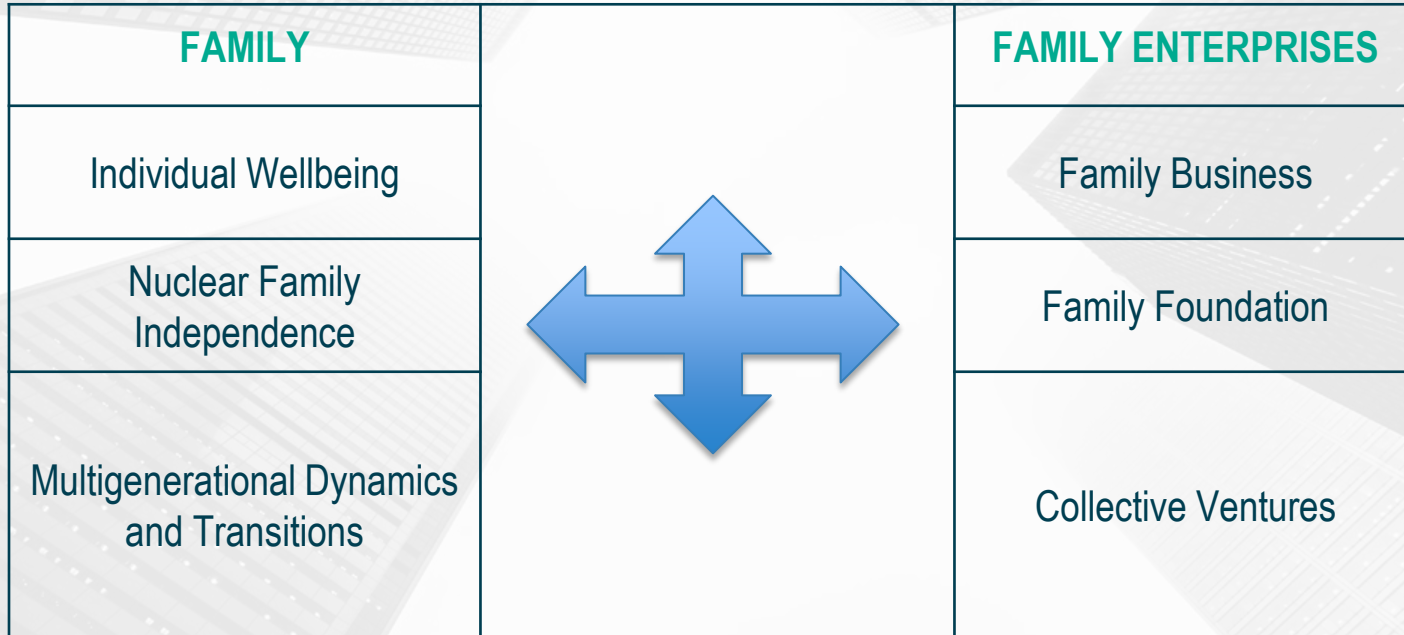 FAMILY
FAMILY ENTERPRISES
Individual Wellbeing
Family Business
Nuclear Family
Independence
Family Foundation
Multigenerational Dynamics
and Transitions
Collective Ventures